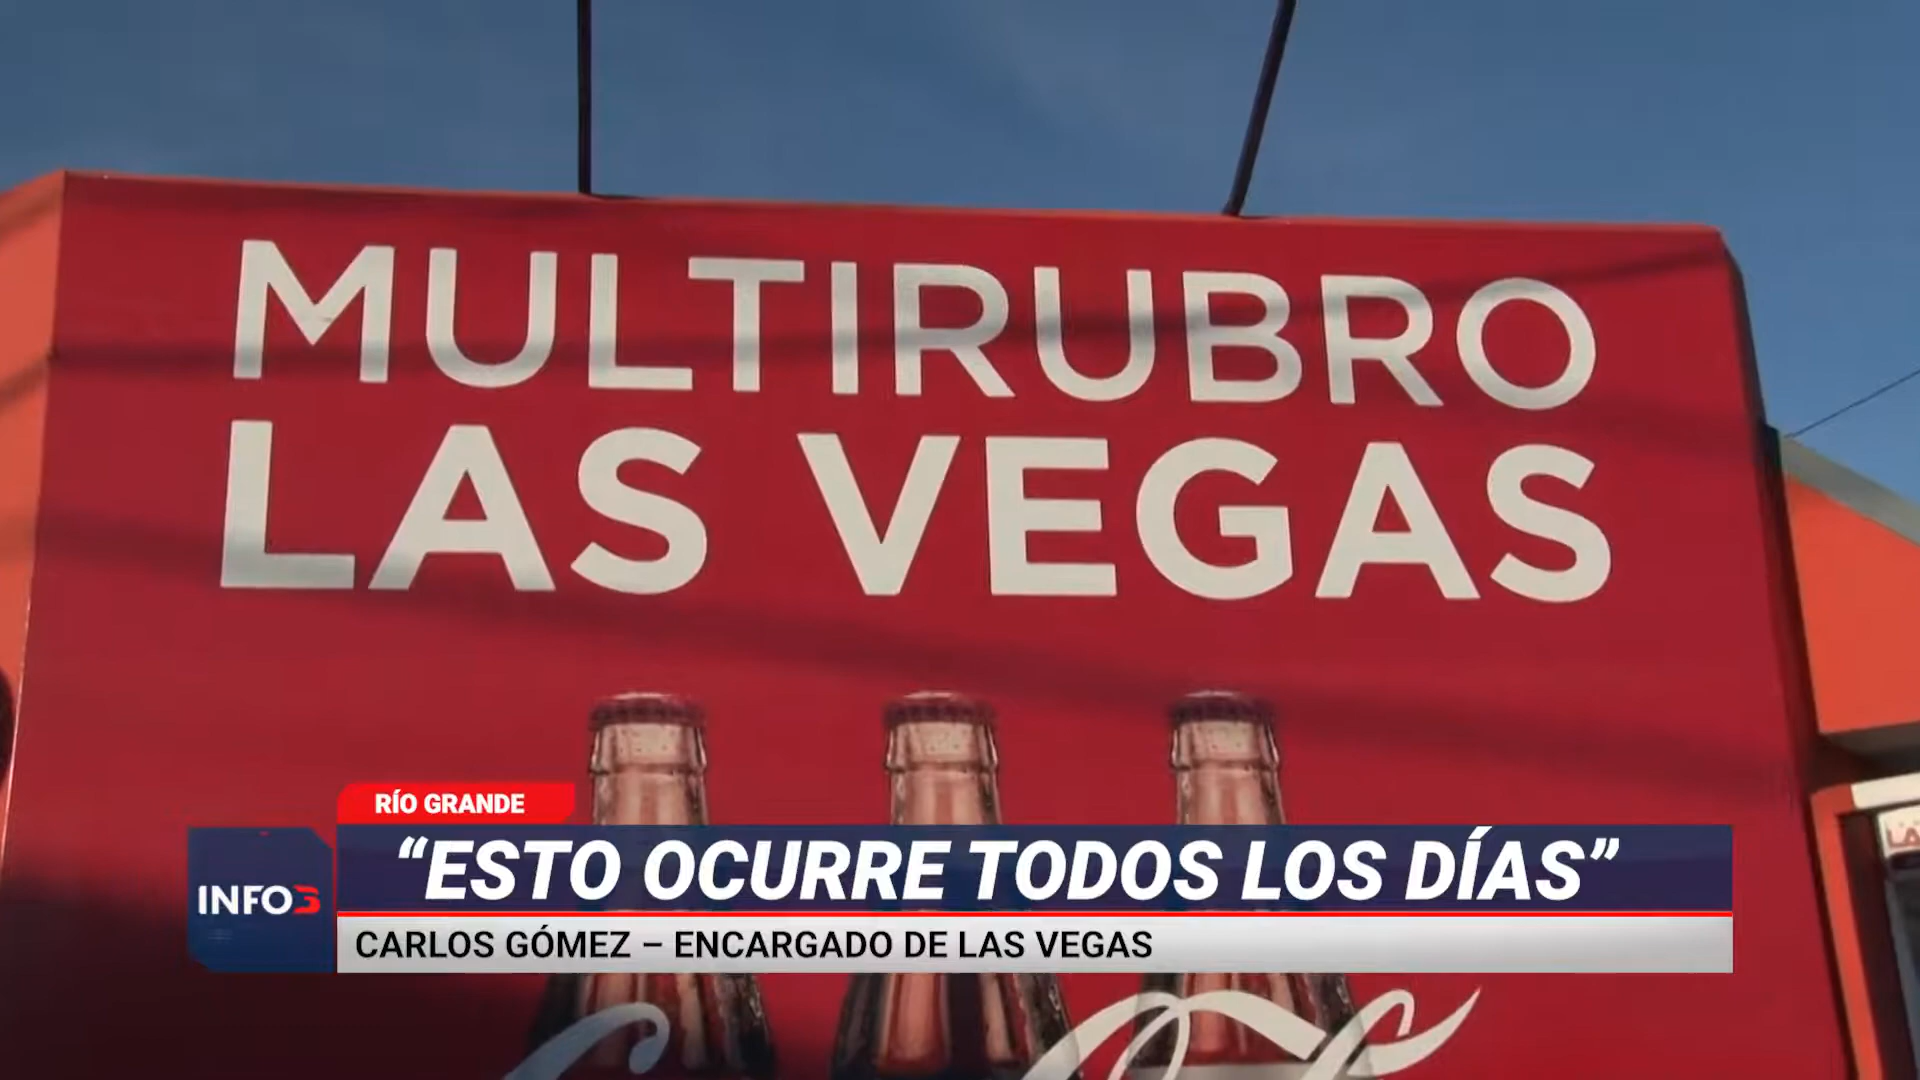 MULTIRUBRO
LAS VEGAS
RÍO GRANDE
“ESTO OCURRE TODOS LOS DÍAS”
INFO3
CARLOS GÓMEZ – ENCARGADO DE LAS VEGAS